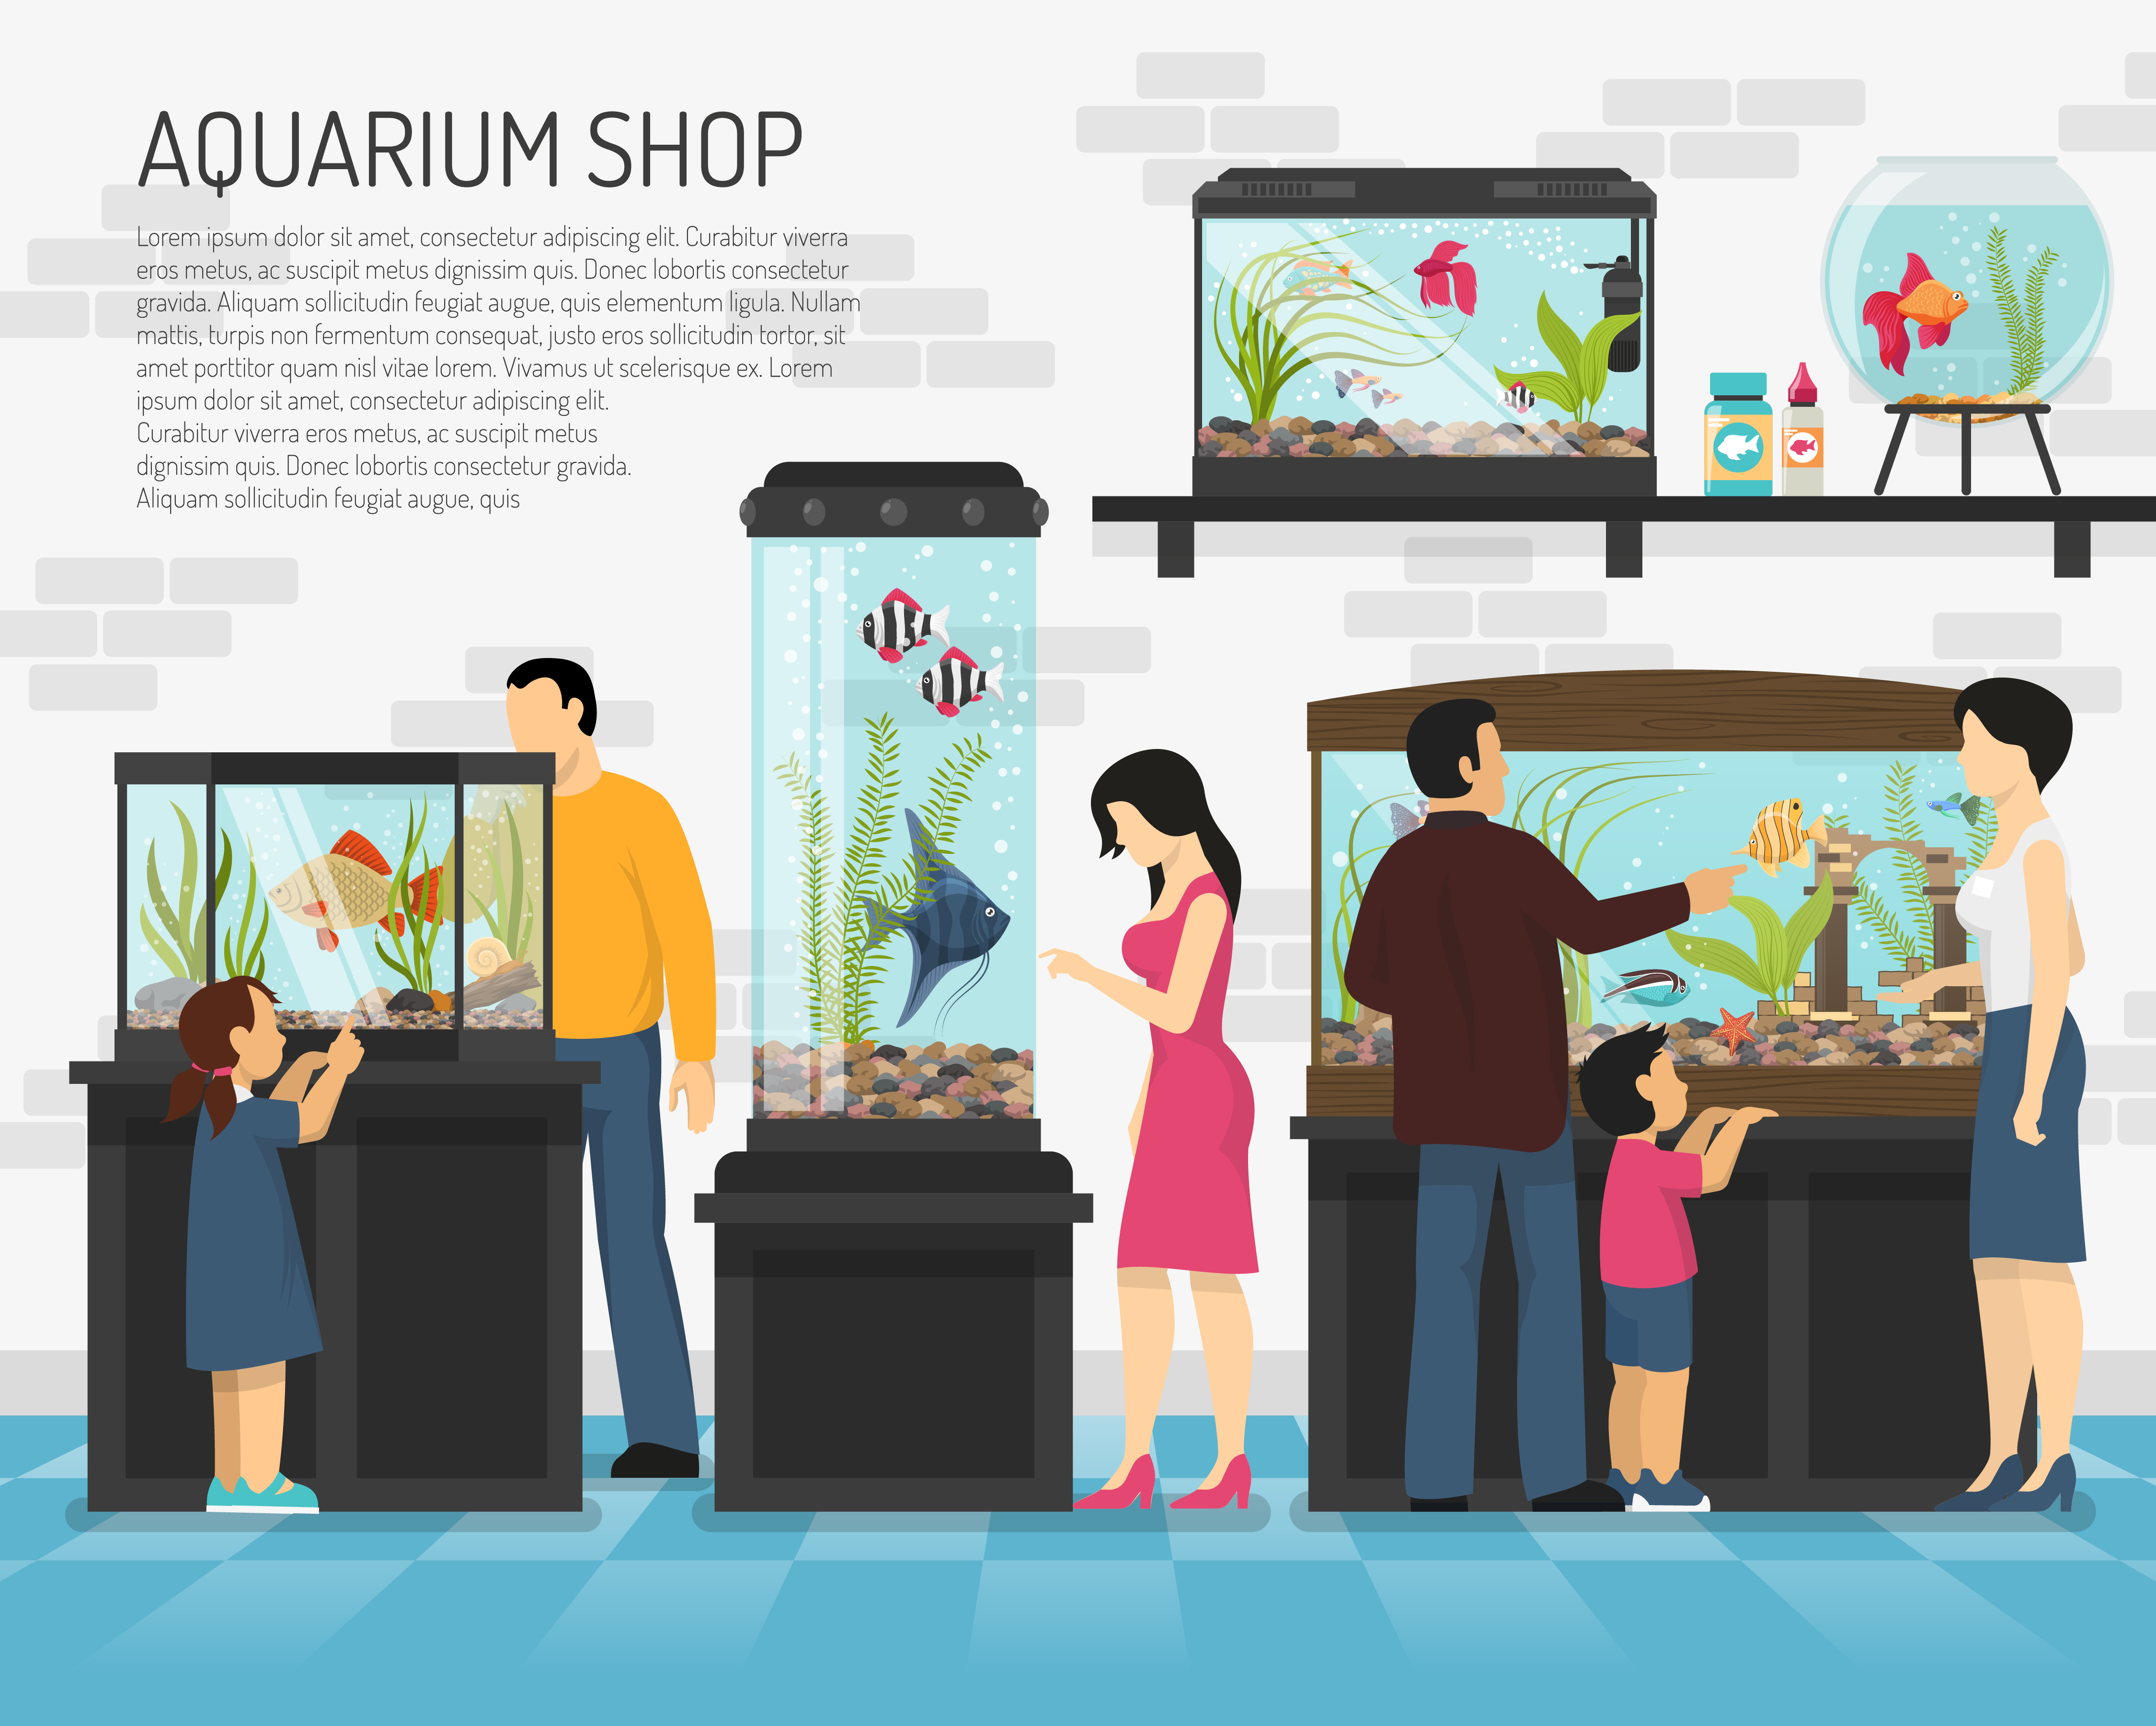 AQUARIUM SHOP
Lorem ipsum dolor sit amet, consectetur adipiscing elit. Curabitur viverra
eros metus, ac suscipit metus dignissim quis. Donec lobortis consectetur
gravida. Aliquam sollicitudin feugiat augue, quis elementum ligula. Nullam
mattis, turpis non fermentum consequat, justo eros sollicitudin tortor, sit
amet porttitor quam nisl vitae lorem. Vivamus ut scelerisque ex. Lorem
ipsum dolor sit amet, consectetur adipiscing elit.
Curabitur viverra eros metus, ac suscipit metus
dignissim quis. Donec lobortis consectetur gravida.
Aliquam sollicitudin feugiat augue, quis